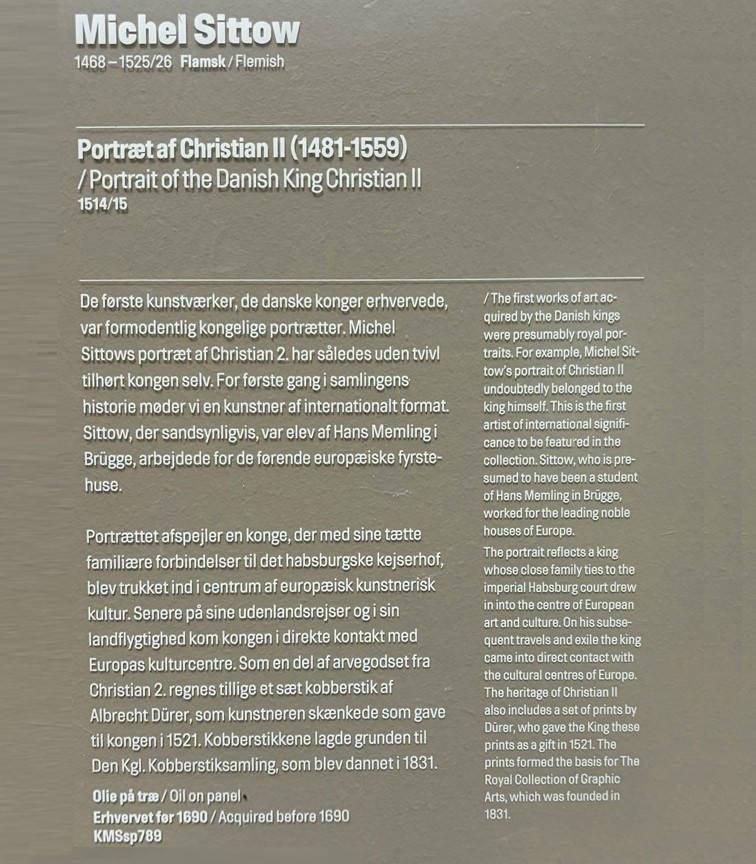 Michel Sittow
1468 – 1525/26 Flamsk / Flemish
Portræt af Christian II (1481-1559)
/ Portrait of the Danish King Christian II
1514/15
De første kunstværker, de danske konger erhvervede,
var formodentlig kongelige portrætter. Michel
Sittows portræt af Christian 2. har således uden tvivl
tilhørt kongen selv. For første gang i samlingens
historie møder vi en kunstner af internationalt format.
Sittow, der sandsynligvis, var elev af Hans Memling i
Brügge, arbejdede for de førende europæiske fyrste-
huse.
Portrættet afspejler en konge, der med sine tætte
familiære forbindelser til det habsburgske kejserhof,
blev trukket ind i centrum af europæisk kunstnerisk
kultur. Senere på sine udenlandsrejser og i sin
landflygtighed kom kongen i direkte kontakt med
Europas kulturcentre. Som en del af arvegodset fra
Christian 2. regnes tillige et sæt kobberstik af
Albrecht Dürer, som kunstneren skænkede som gave
til kongen i 1521. Kobberstikkene lagde grunden til
Den Kgl. Kobberstiksamling, som blev dannet i 1831.
Olie på træ / Oil on panel
Erhvervet før 1690 / Acquired before 1690
KMSsp789
/ The first works of art ac-
quired by the Danish kings
were presumably royal por-
traits. For example, Michel Sit-
tow's portrait of Christian II
undoubtedly belonged to the
king himself. This is the first
artist of international signifi-
cance to be featured in the
collection. Sittow, who is pre-
sumed to have been a student
of Hans Memling in Brügge,
worked for the leading noble
houses of Europe.
The portrait reflects a king
whose close family ties to the
imperial Habsburg court drew
in into the centre of European
art and culture. On his subse-
quent travels and exile the king
came into direct contact with
the cultural centres of Europe.
The heritage of Christian II
also includes a set of prints by
Dürer, who gave the King these
prints as a gift in 1521. The
prints formed the basis for The
Royal Collection of Graphic
Arts, which was founded in
1831.